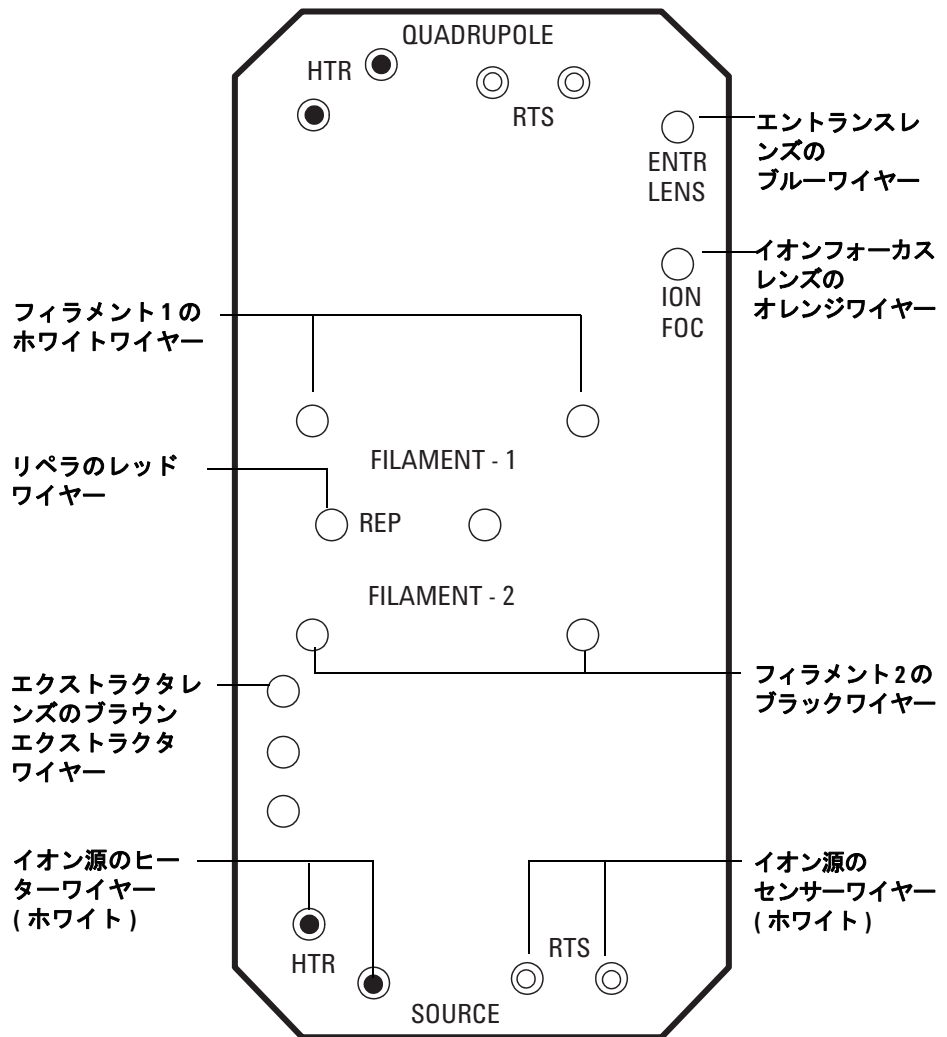 QUADRUPOLE
HTR
RTS
ENTR
LENS
エントランスレ
ンズの
ブルーワイヤー
ION
FOC
イオンフォーカス
レンズの
オレンジワイヤー
フィラメント1の
ホワイトワイヤー
FILAMENT - 1
リペラのレッド
ワイヤー
REP
FILAMENT - 2
フィラメント2の
ブラックワイヤー
エクストラクタレ
ンズのブラウン
エクストラクタ
ワイヤー
イオン源のヒー
ターワイヤー
( ホワイト )
イオン源の
センサーワイヤー
( ホワイト )
HTR
RTS
SOURCE